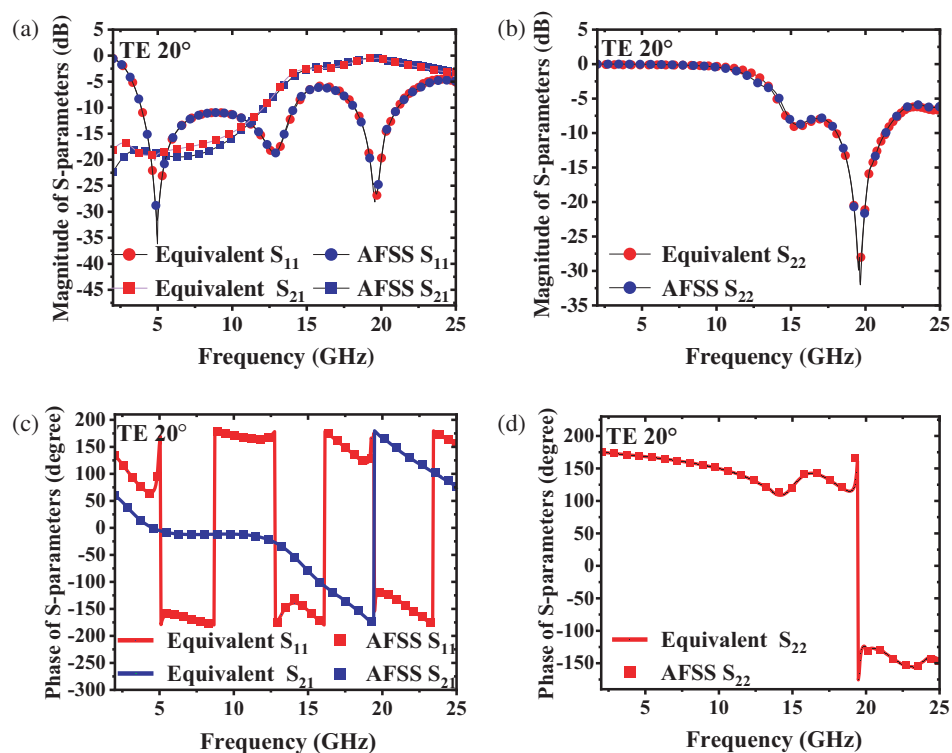 (a)
TE 20°
Magnitude of S-parameters (dB)
5
0
-5
-10
-15
-20
-25
-30
-35
-40
-45
Equivalent S₁₁
AFSS S₁₁
Equivalent S₂₁
AFSS S₂₁
5 10 15 20 25
Frequency (GHz)
(b)
TE 20°
Magnitude of S-parameters (dB)
5
0
-5
-10
-15
-20
-25
-30
-35
Equivalent S₂₂
AFSS S₂₂
5 10 15 20 25
Frequency (GHz)
(c)
TE 20°
Phase of S-parameters (degree)
200
150
100
50
0
-50
-100
-150
-200
-250
-300
Equivalent S₁₁
AFSS S₁₁
Equivalent S₂₁
AFSS S₂₁
5 10 15 20 25
Frequency (GHz)
(d)
TE 20°
Phase of S-parameters (degree)
200
150
100
50
0
-50
-100
-150
Equivalent S₂₂
AFSS S₂₂
5 10 15 20 25
Frequency (GHz)